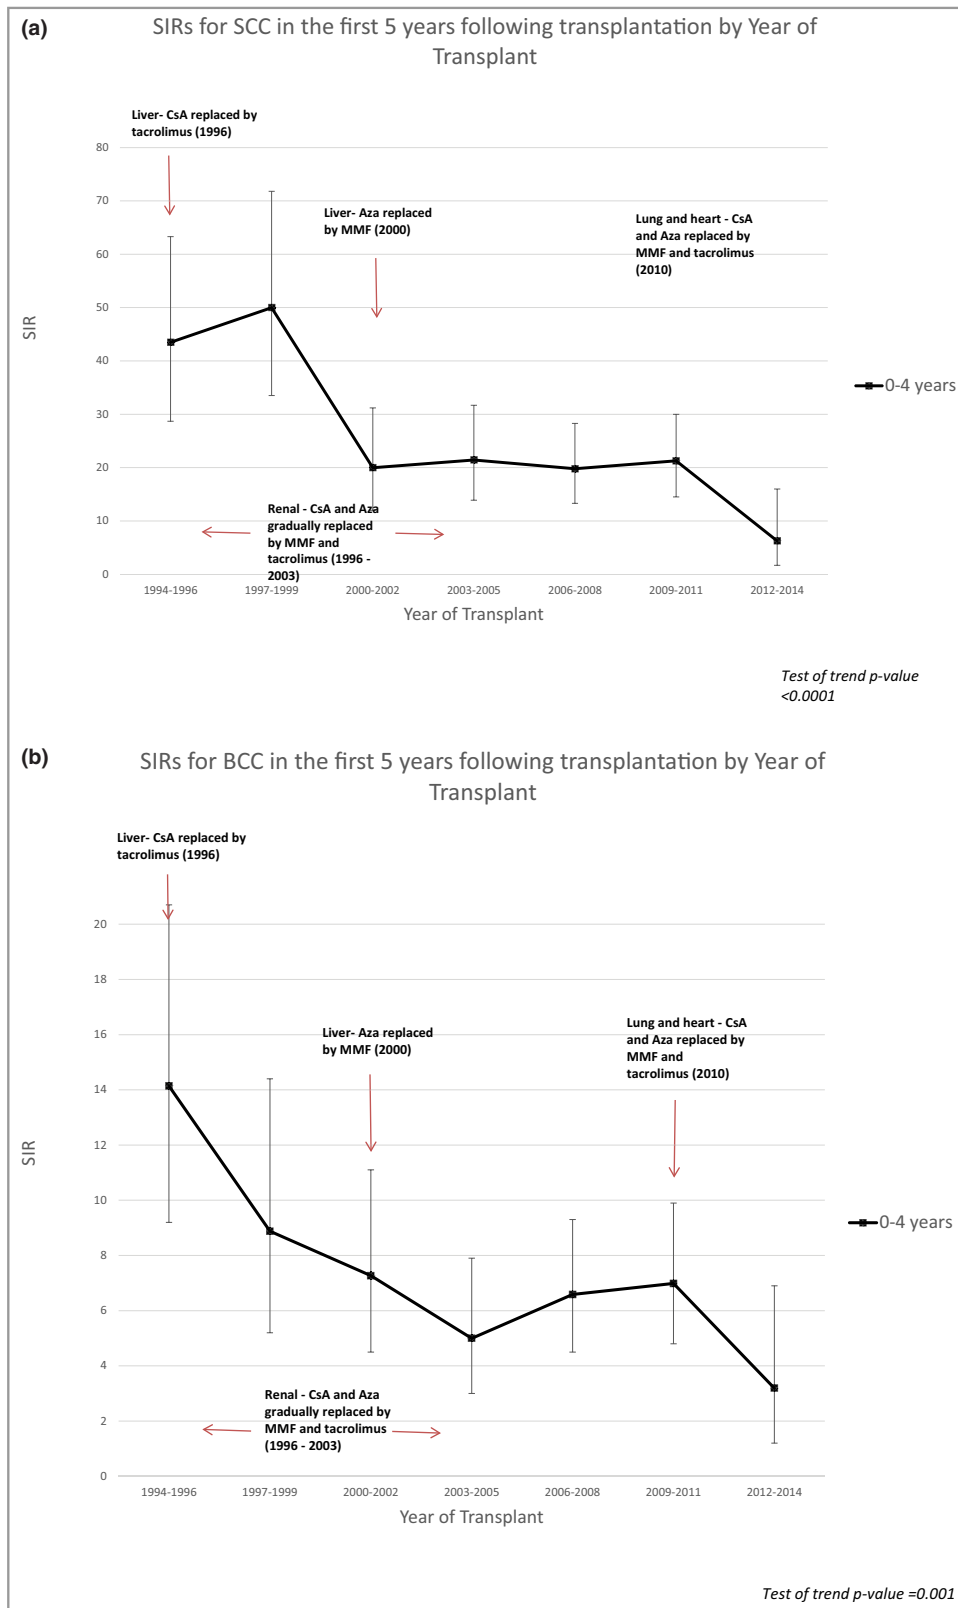 (a)
SIRs for SCC in the first 5 years following transplantation by Year of
Transplant
Liver- CsA replaced by
tacrolimus (1996)
Liver- Aza replaced
by MMF (2000)
Lung and heart - CsA
and Aza replaced by
MMF and tacrolimus
(2010)
80
70
60
50
40
30
20
10
0
SIR
0-4 years
Renal - CsA and Aza
gradually replaced
by MMF and
tacrolimus (1996 -
2003)
1994-1996 1997-1999 2000-2002 2003-2005 2006-2008 2009-2011 2012-2014
Year of Transplant
Test of trend p-value
<0.0001
(b)
SIRs for BCC in the first 5 years following transplantation by Year of
Transplant
Liver- CsA replaced by
tacrolimus (1996)
Liver- Aza replaced
by MMF (2000)
Lung and heart - CsA
and Aza replaced by
MMF and
tacrolimus (2010)
20
18
16
14
12
10
8
6
4
2
0
SIR
0-4 years
Renal - CsA and Aza
gradually replaced by
MMF and tacrolimus
(1996 - 2003)
1994-1996 1997-1999 2000-2002 2003-2005 2006-2008 2009-2011 2012-2014
Year of Transplant
Test of trend p-value =0.001